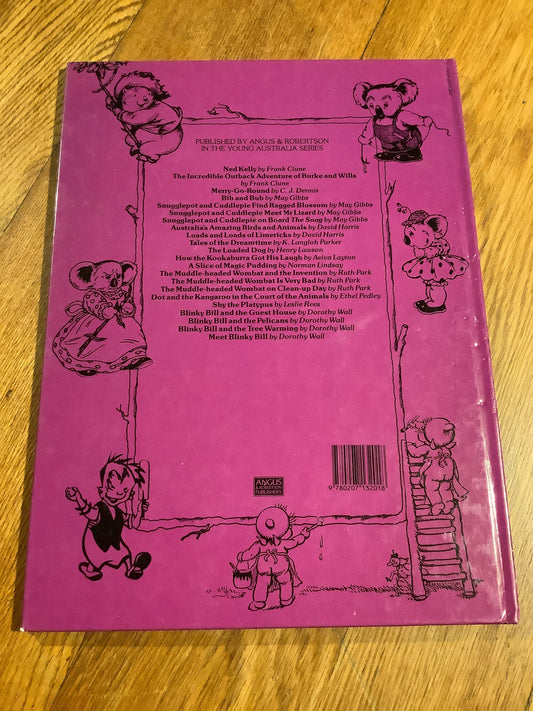 PUBLISHED BY ANGUS & ROBERTSON
IN THE YOUNG AUSTRALIA SERIES
Ned Kelly by Frank Clune
The Incredible Outback Adventure of Burke and Wills
by Frank Clune
Merry-Go-Round by C. J. Dennis
Bib and Bub by May Gibbs
Snugglepot and Cuddlepie Find Ragged Blossom by May Gibbs
Snugglepot and Cuddlepie Meet Mr Lizard by May Gibbs
Snugglepot and Cuddlepie on Board The Snag by May Gibbs
Australia's Amazing Birds and Animals by David Harris
Loads and Loads of Limericks by David Harris
Tales of the Dreamtime by K. Langloh Parker
The Loaded Dog by Henry Lawson
How the Kookaburra Got His Laugh by Aviva Layton
A Slice of Magic Pudding by Norman Lindsay
The Muddle-headed Wombat and the Invention by Ruth Park
The Muddle-headed Wombat Is Very Bad by Ruth Park
The Muddle-headed Wombat on Clean-up Day by Ruth Park
Dot and the Kangaroo in the Court of the Animals by Ethel Pedley
Shy the Platypus by Leslie Rees
Blinky Bill and the Guest House by Dorothy Wall
Blinky Bill and the Pelicans by Dorothy Wall
Blinky Bill and the Tree Warming by Dorothy Wall
Meet Blinky Bill by Dorothy Wall
ANGUS
& ROBERTSON
PUBLISHERS
9 780207 132018